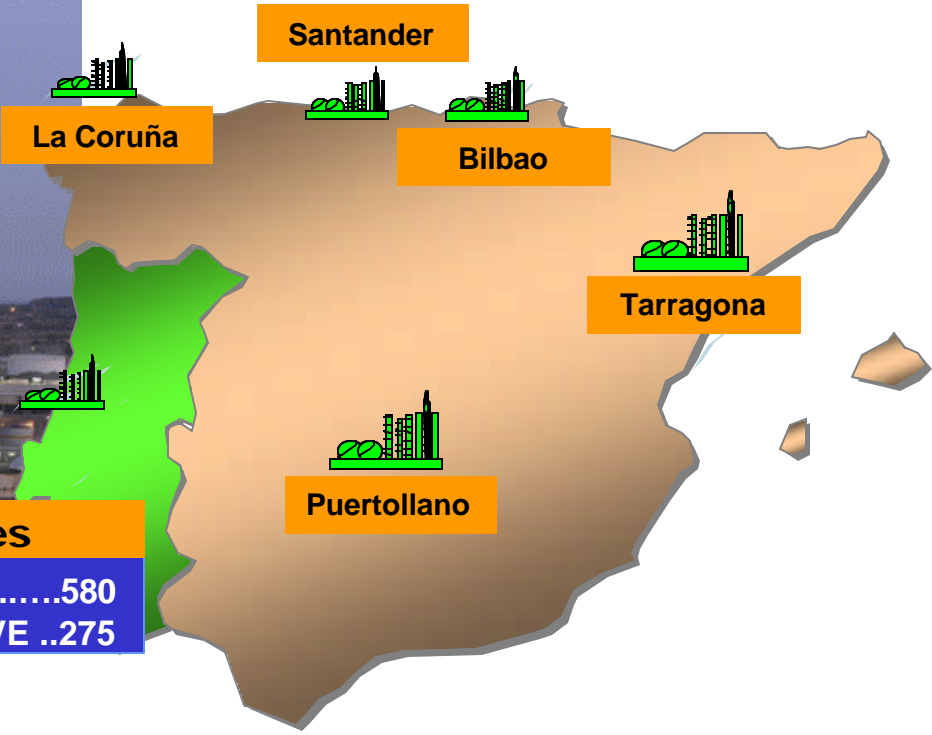 Santander
La Coruña
Bilbao
Tarragona
Puertollano
es
..….580
VE ..275